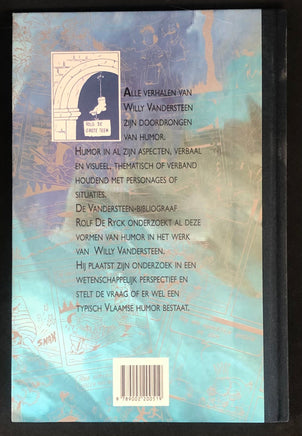 ROLF DE
GROTE TEEN
ALLE VERHALEN VAN
WILLY VANDERSTEEN
ZIJN DOORDRONGEN
VAN HUMOR.
HUMOR IN AL ZIJN ASPECTEN, VERBAAL
EN VISUEEL, THEMATISCH OF VERBAND
HOUDEND MET PERSONAGES OF
SITUATIES.
DE VANDERSTEEN-BIBLIOGRAAF
ROLF DE RYCK ONDERZOEKT AL DEZE
VORMEN VAN HUMOR IN HET WERK
VAN WILLY VANDERSTEEN.
HIJ PLAATST ZIJN ONDERZOEK IN EEN
WETENSCHAPPELIJK PERSPECTIEF EN
STELT DE VRAAG OF ER WEL EEN
TYPISCH VLAAMSE HUMOR BESTAAT.
9 789002 200519